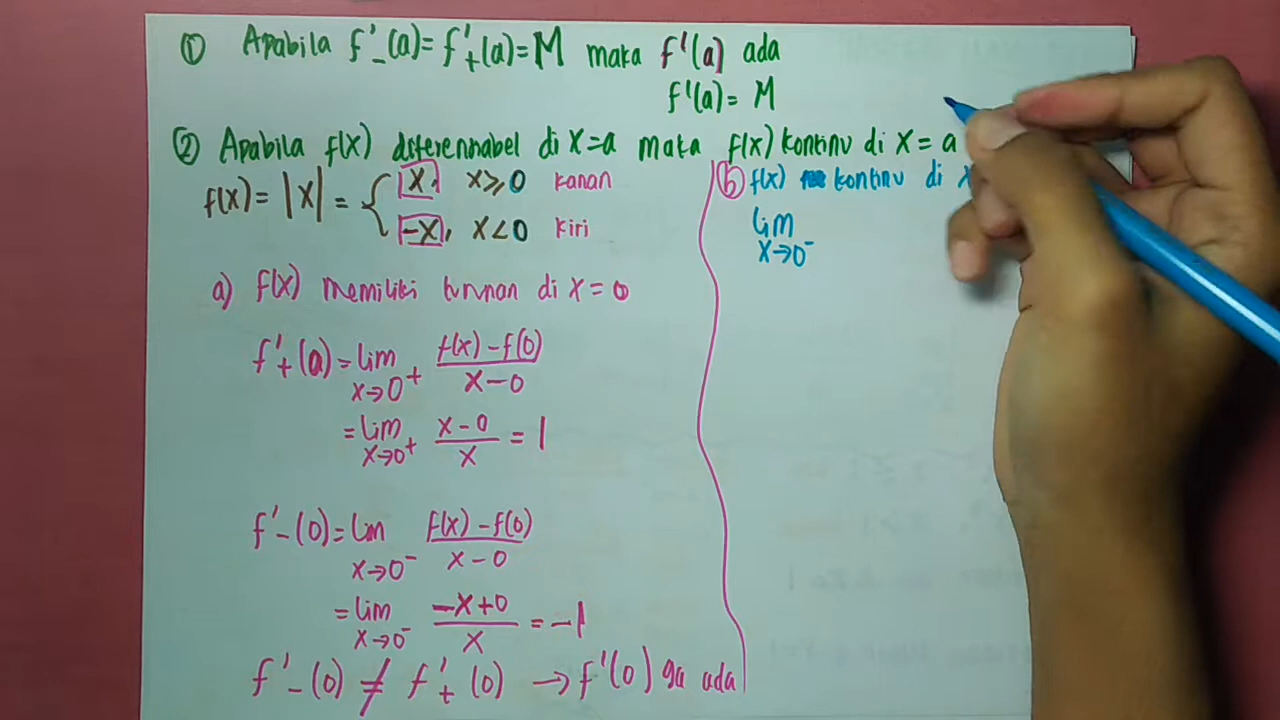 ① Apabila f'₋(a) = f'₊(a) = M maka f'(a) ada
f'(a) = M
② Apabila f(x) diferennabel di x=a maka f(x) kontinu di x = a
f(x) = |x| = { x, x ≥ 0 kanan
-x, x < 0 kiri
a) f(x) memiliki turunan di x = 0
f'₊(a) = lim x→0⁺ (f(x) - f(0))/(x - 0)
= lim x→0⁺ (x - 0)/x = 1
f'₋(0) = lim x→0⁻ (f(x) - f(0))/(x - 0)
= lim x→0⁻ (-x+0)/x = -1
f'₋(0) ≠ f'₊(0) → f'(0) ga ada
ⓑ f(x) kontinu di x
lim x→0⁻